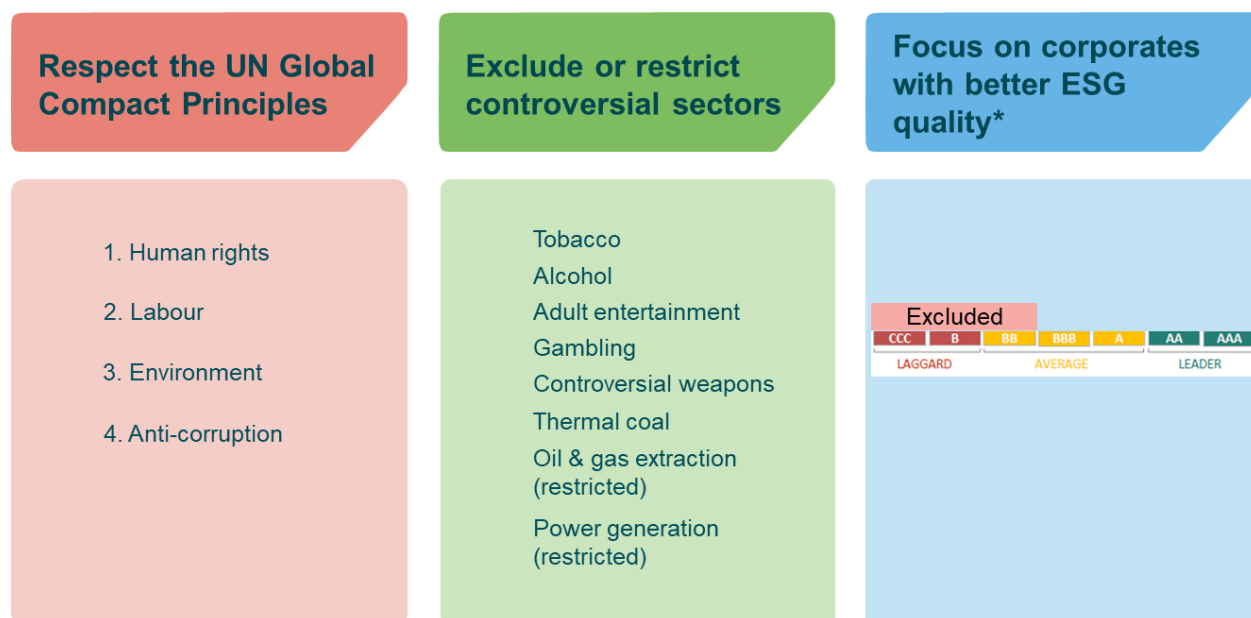 Respect the UN Global
Compact Principles
1. Human rights
2. Labour
3. Environment
4. Anti-corruption
Exclude or restrict
controversial sectors
Tobacco
Alcohol
Adult entertainment
Gambling
Controversial weapons
Thermal coal
Oil & gas extraction
(restricted)
Power generation
(restricted)
Focus on corporates
with better ESG
quality*
Excluded
CCC B BB BBB A AA AAA
LAGGARD AVERAGE LEADER